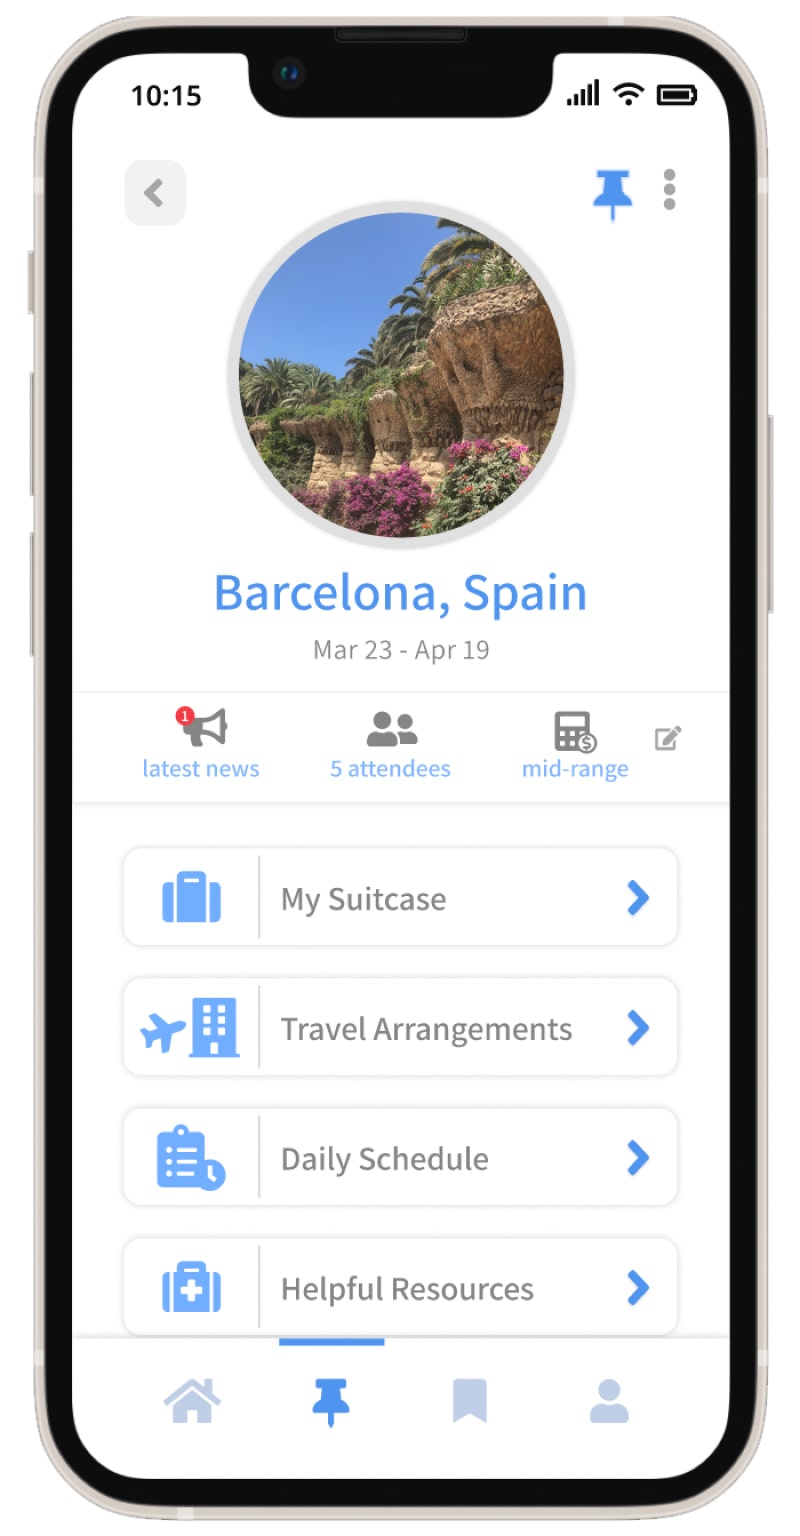 10:15
Barcelona, Spain
Mar 23 - Apr 19
1
latest news
5 attendees
$
mid-range
My Suitcase
Travel Arrangements
Daily Schedule
Helpful Resources